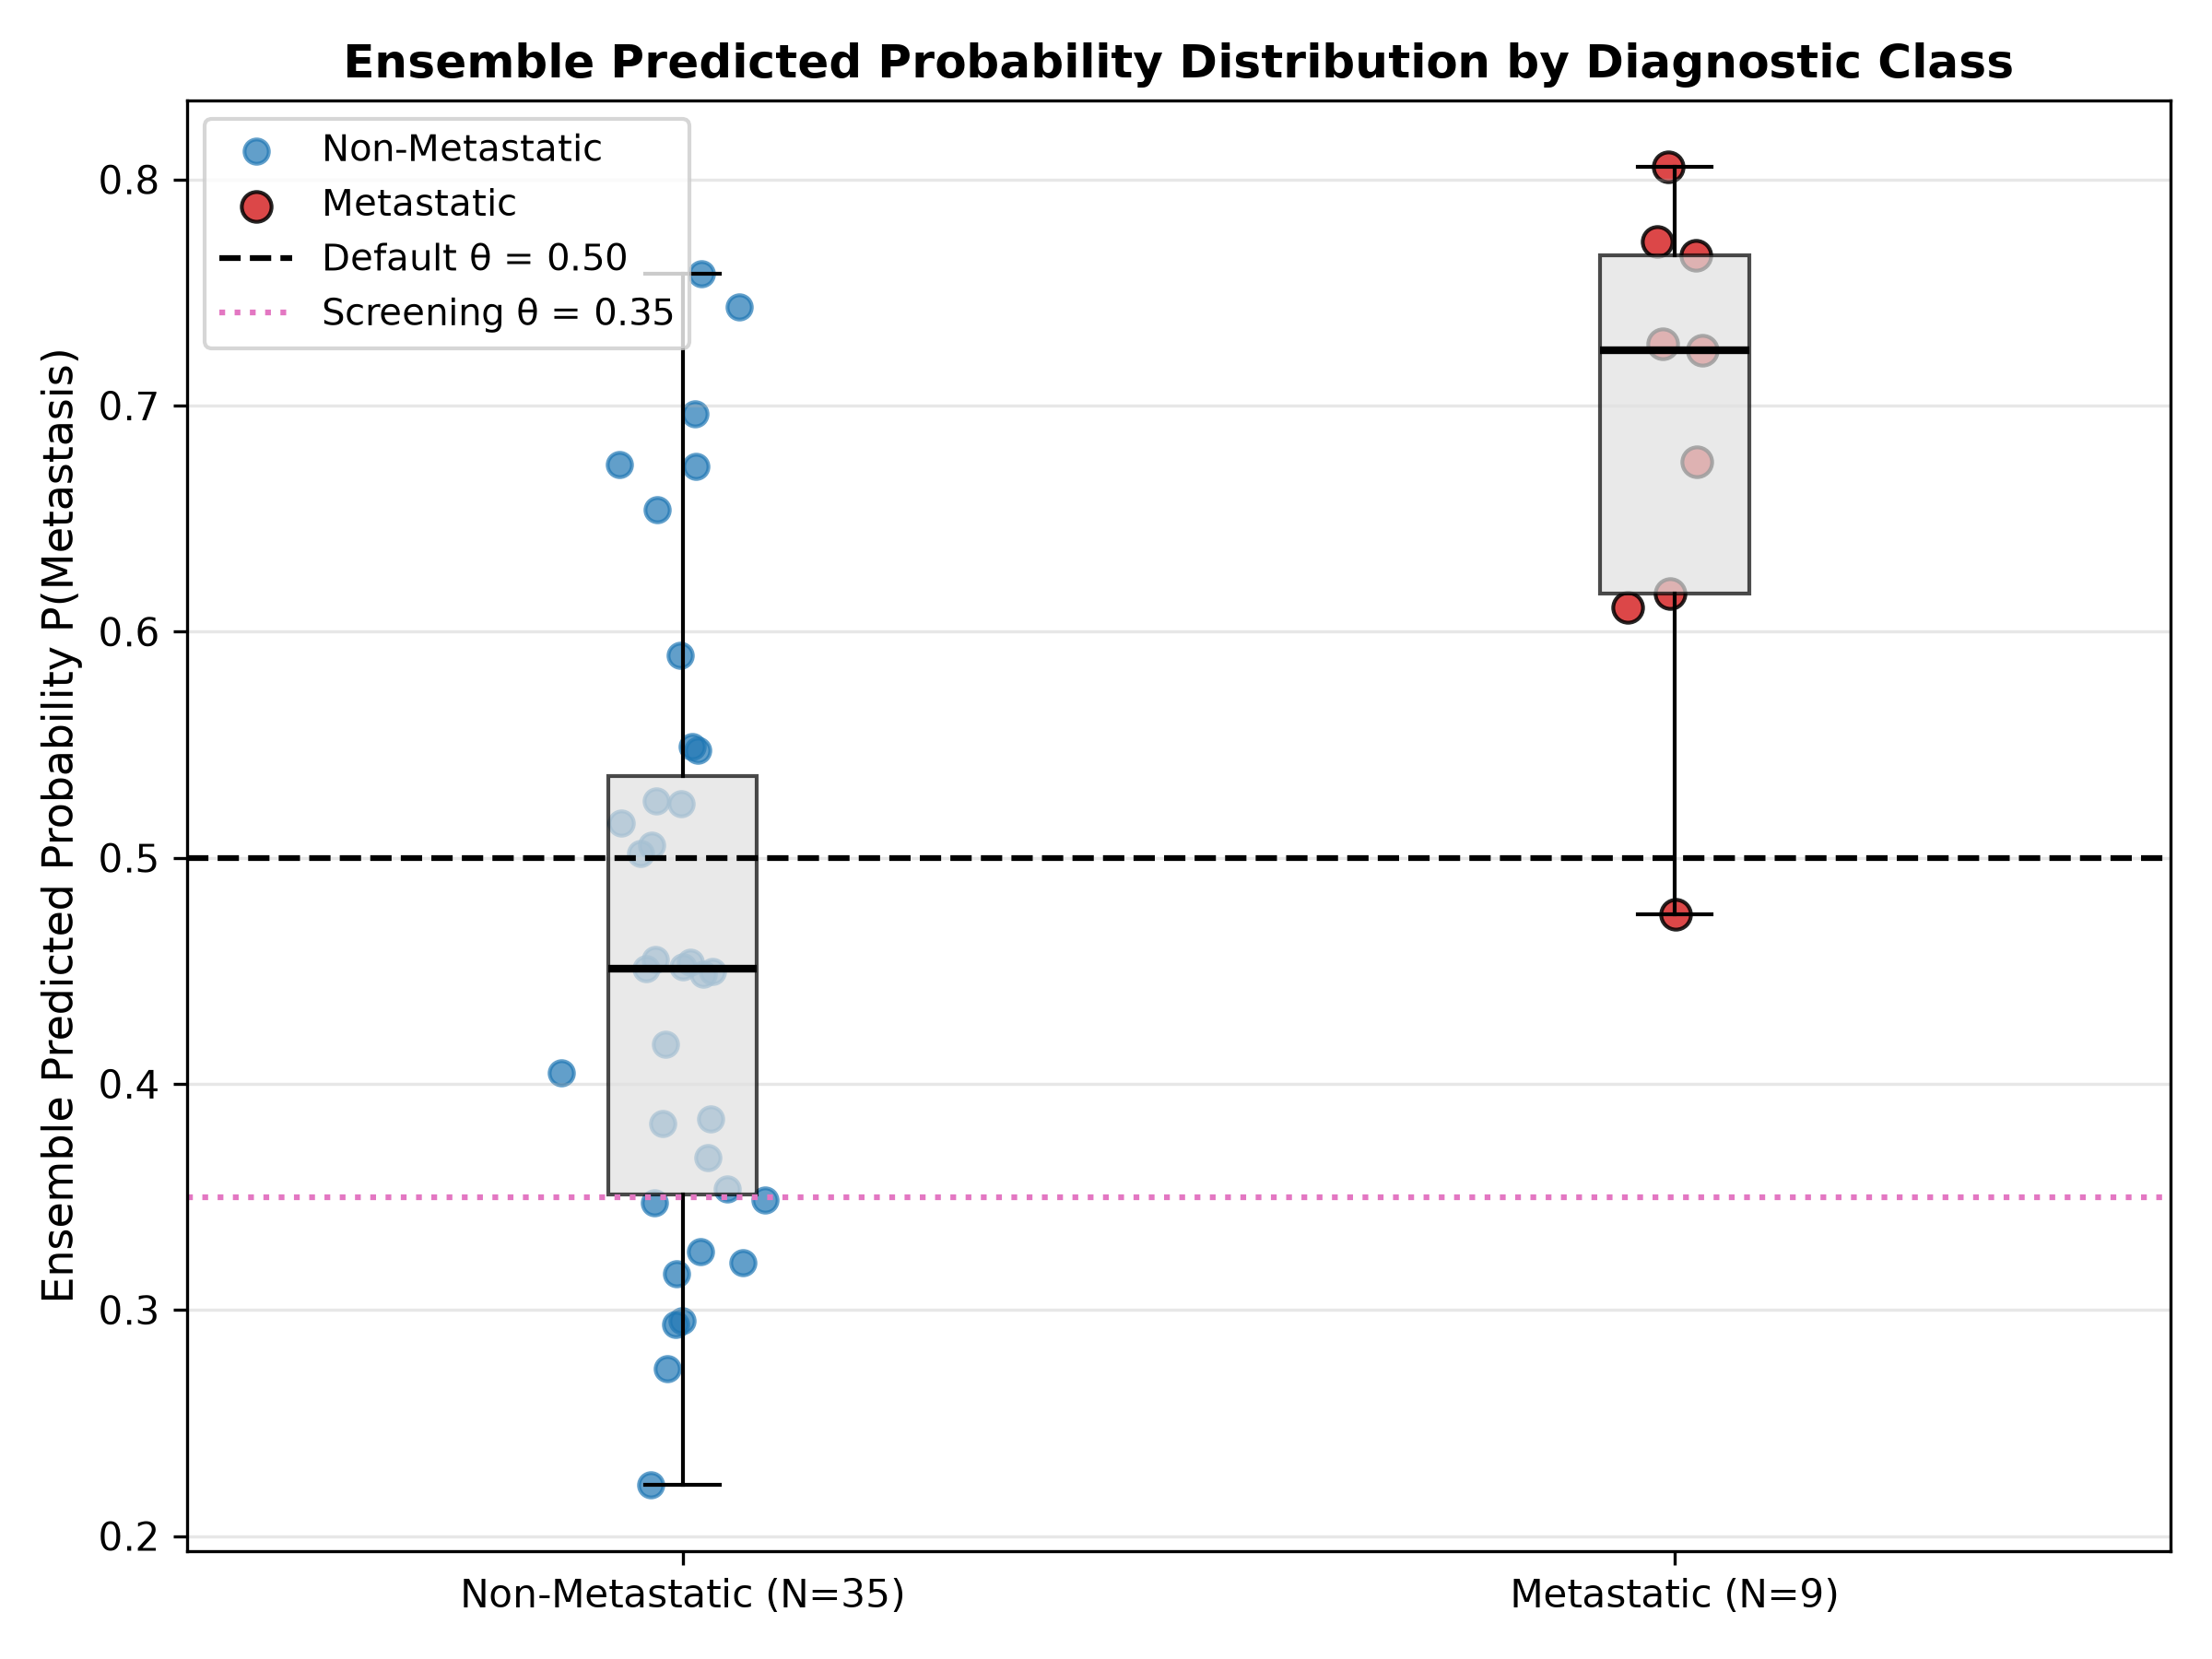 Ensemble Predicted Probability Distribution by Diagnostic Class
Ensemble Predicted Probability P(Metastasis)
Non-Metastatic
Metastatic
Default θ = 0.50
Screening θ = 0.35
0.8
0.7
0.6
0.5
0.4
0.3
0.2
Non-Metastatic (N=35)
Metastatic (N=9)